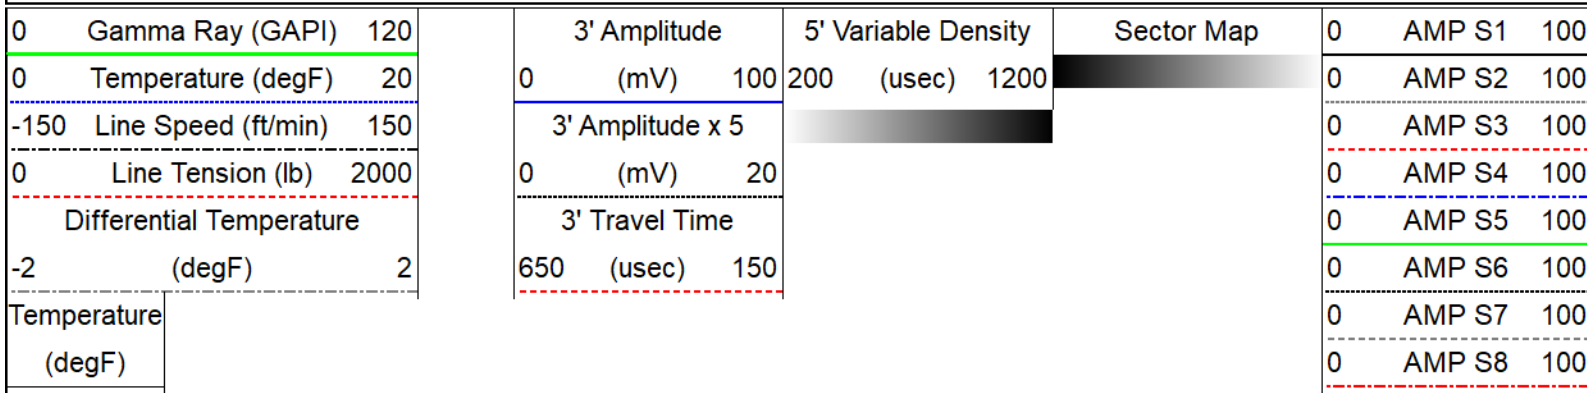 0 Gamma Ray (GAPI) 120
0 Temperature (degF) 20
-150 Line Speed (ft/min) 150
0 Line Tension (lb) 2000
Differential Temperature
-2 (degF) 2
Temperature
(degF)
3' Amplitude
0 (mV) 100
3' Amplitude x 5
0 (mV) 20
3' Travel Time
650 (usec) 150
5' Variable Density
200 (usec) 1200
Sector Map
0 AMP S1 100
0 AMP S2 100
0 AMP S3 100
0 AMP S4 100
0 AMP S5 100
0 AMP S6 100
0 AMP S7 100
0 AMP S8 100